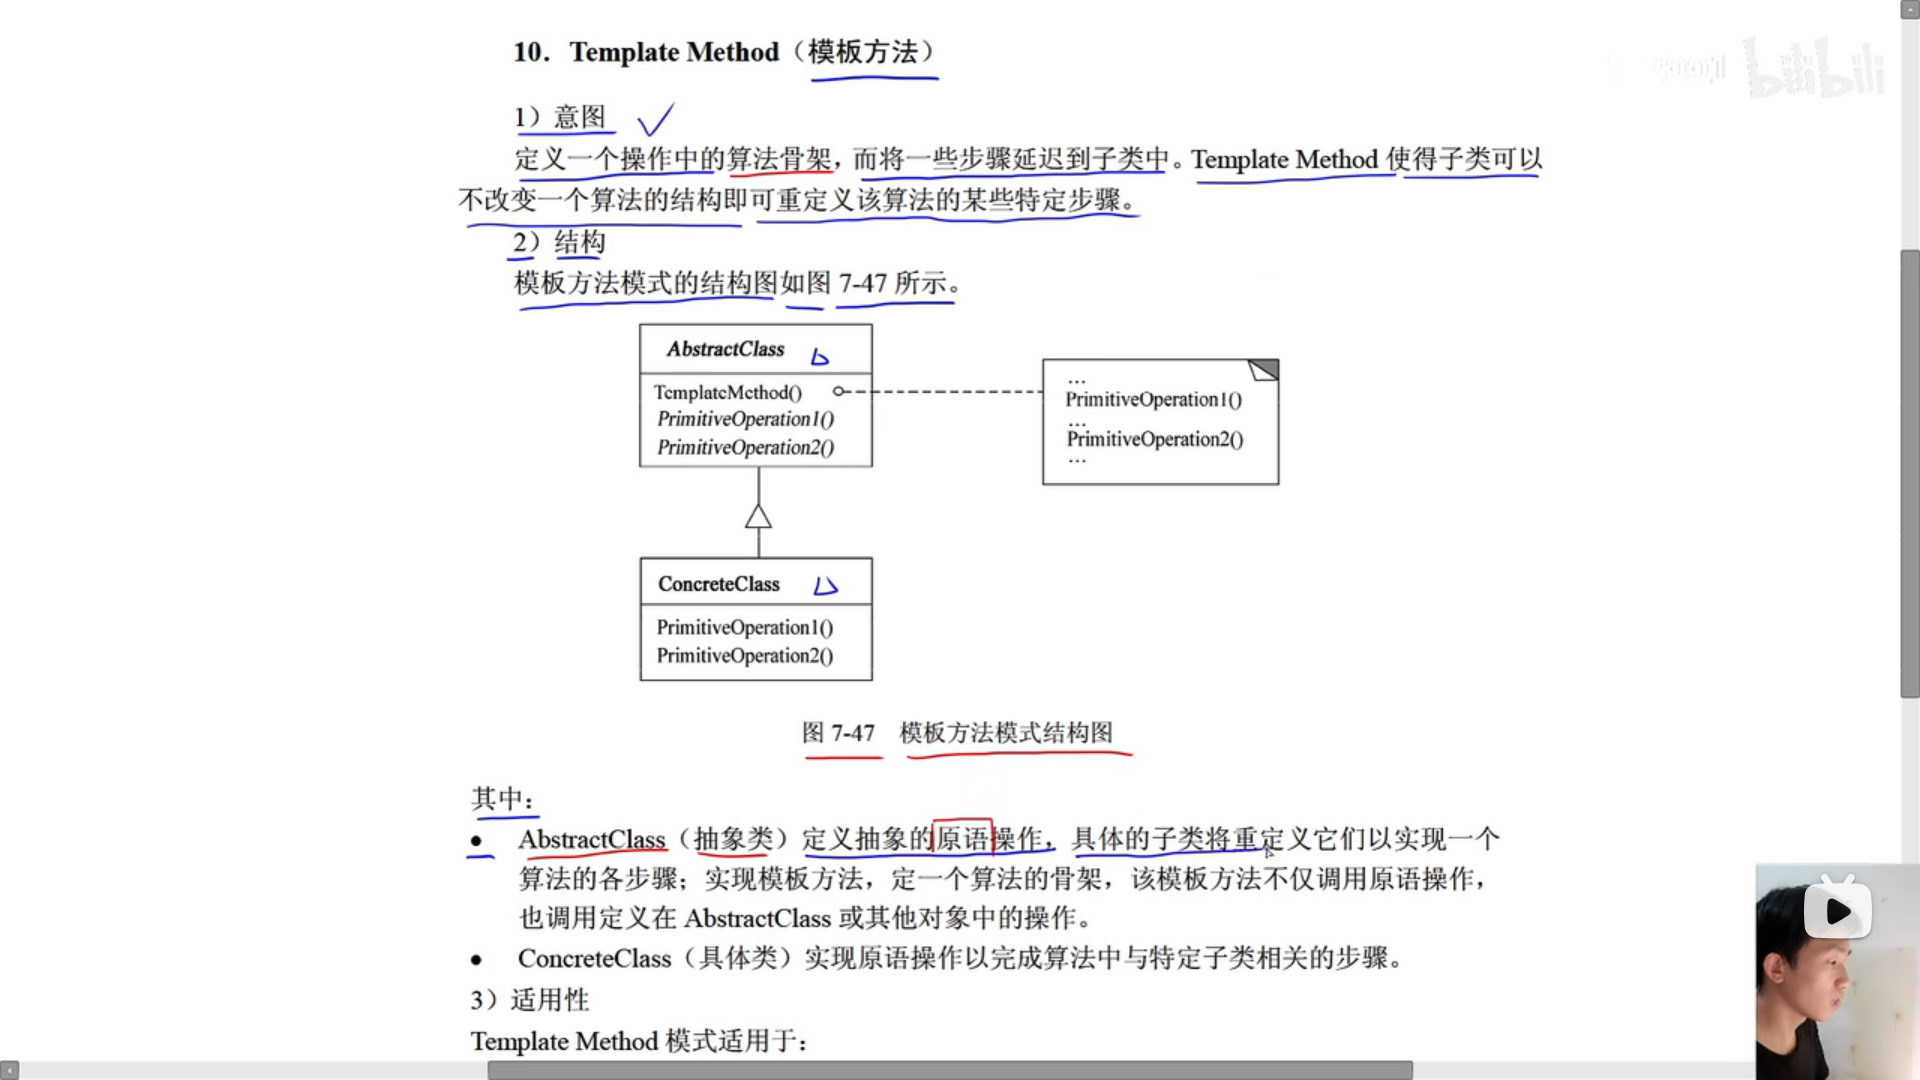 10. Template Method（模板方法）
bilibili
1）意图
定义一个操作中的算法骨架，而将一些步骤延迟到子类中。Template Method 使得子类可以
不改变一个算法的结构即可重定义该算法的某些特定步骤。
2）结构
模板方法模式的结构图如图 7-47 所示。
AbstractClass
TemplateMethod()
PrimitiveOperation1()
PrimitiveOperation2()
...
PrimitiveOperation1()
...
PrimitiveOperation2()
...
ConcreteClass
PrimitiveOperation1()
PrimitiveOperation2()
图 7-47 模板方法模式结构图
其中：
● AbstractClass（抽象类）定义抽象的原语操作，具体的子类将重定义它们以实现一个
算法的各步骤；实现模板方法，定一个算法的骨架，该模板方法不仅调用原语操作，
也调用定义在 AbstractClass 或其他对象中的操作。
● ConcreteClass（具体类）实现原语操作以完成算法中与特定子类相关的步骤。
3）适用性
Template Method 模式适用于：